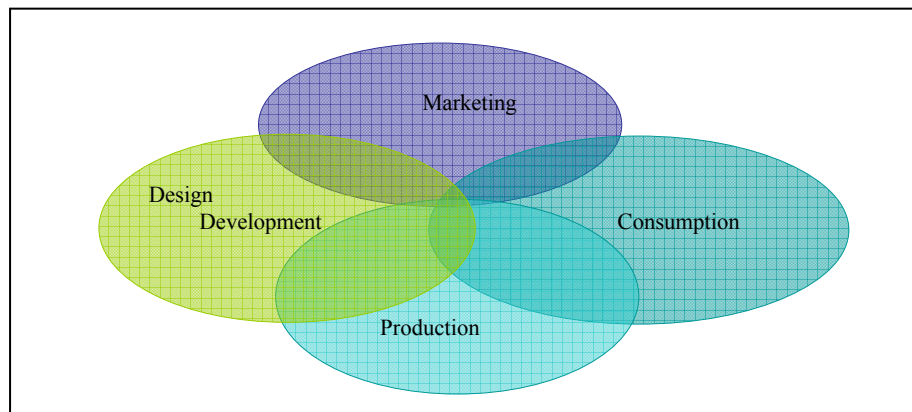 Marketing
Design
Development
Consumption
Production